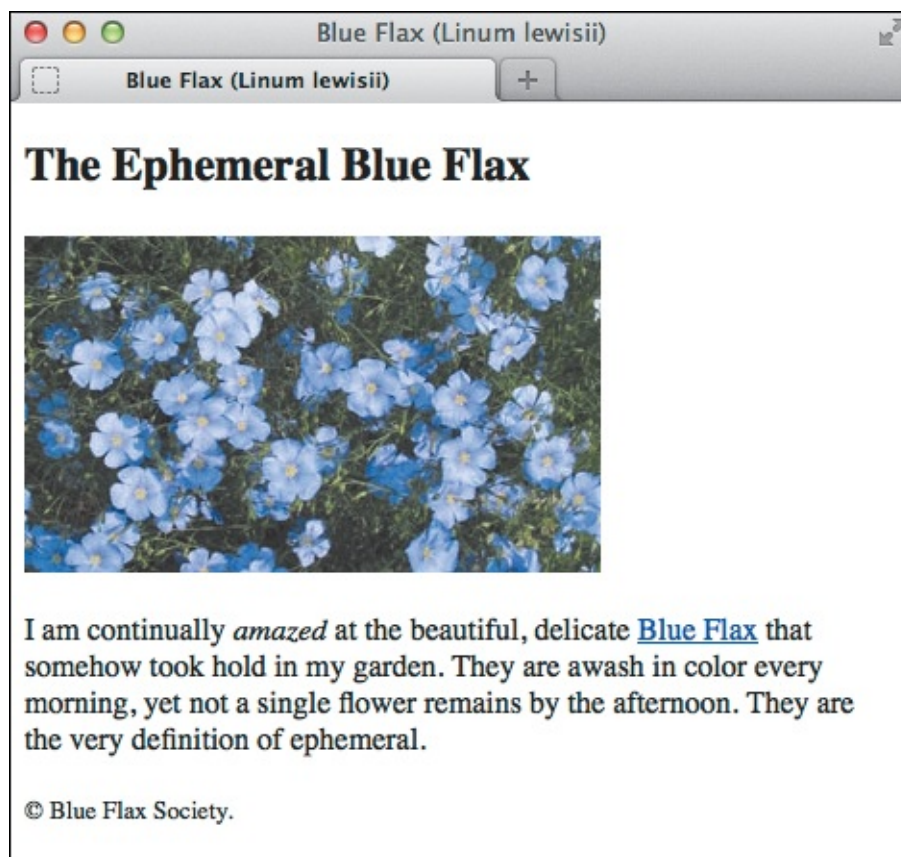 Blue Flax (Linum lewisii)
Blue Flax (Linum lewisii)
The Ephemeral Blue Flax
I am continually amazed at the beautiful, delicate Blue Flax that
somehow took hold in my garden. They are awash in color every
morning, yet not a single flower remains by the afternoon. They are
the very definition of ephemeral.
© Blue Flax Society.